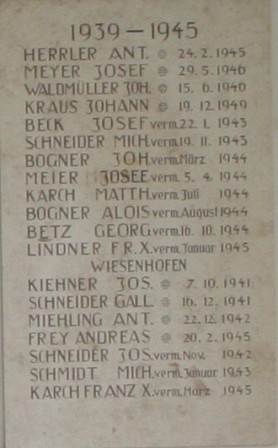 1939 – 1945
HERRLER ANT. 24.2.1945
MEYER JOSEF 29.5.1946
WALDMÜLLER JOH. 15.6.1946
KRAUS JOHANN 19.12.1949
BECK JOSEF verm. 22.1.1943
SCHNEIDER MICH. verm. 19.11.1943
BOGNER JOH. verm. März 1944
MEIER JOSEF verm. 5.4.1944
KARCH MATTH. verm. Juli 1944
BOGNER ALOIS verm. August 1944
BETZ GEORG verm. 16.10.1944
LINDNER FR.X. verm. Januar 1945
WIESENHOFEN
KIEHNER JOS. 7.10.1941
SCHNEIDER GALL. 16.12.1941
MIEHLING ANT. 22.12.1942
FREY ANDREAS 20.2.1945
SCHNEIDER JOS. verm. Nov. 1942
SCHMIDT MICH. verm. Januar 1943
KARCH FRANZ X. verm. März 1945